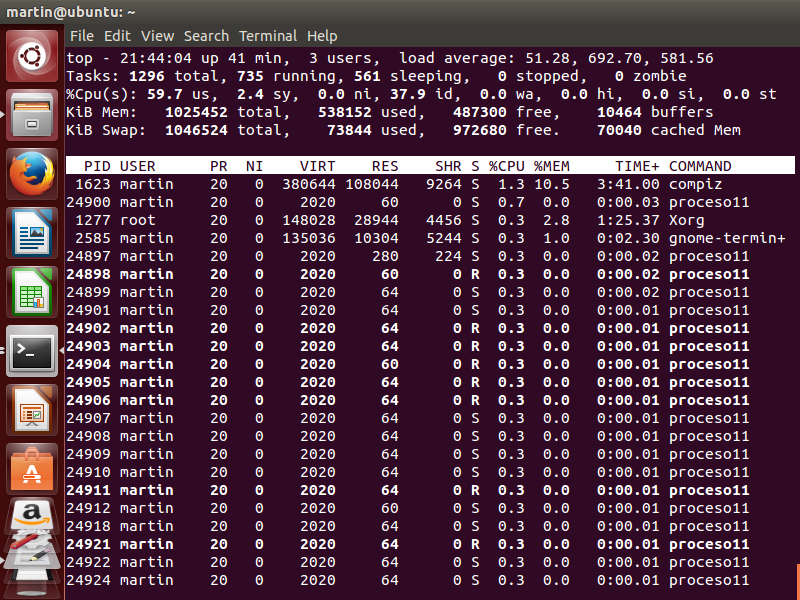 martin@ubuntu: ~
File Edit View Search Terminal Help
top - 21:44:04 up 41 min,  3 users,  load average: 51.28, 692.70, 581.56
Tasks: 1296 total, 735 running, 561 sleeping,   0 stopped,   0 zombie
%Cpu(s): 59.7 us,  2.4 sy,  0.0 ni, 37.9 id,  0.0 wa,  0.0 hi,  0.0 si,  0.0 st
KiB Mem:   1025452 total,   538152 used,   487300 free,    10464 buffers
KiB Swap:  1046524 total,    73844 used,   972680 free.    70040 cached Mem
PID USER      PR  NI    VIRT    RES    SHR S %CPU %MEM     TIME+ COMMAND
1623 martin    20   0  380644 108044   9264 S  1.3 10.5   3:41.00 compiz
24900 martin    20   0    2020     60      0 S  0.7  0.0   0:00.03 proceso11
1277 root      20   0  148028  28944   4456 S  0.3  2.8   1:25.37 Xorg
2585 martin    20   0  135036  10304   5244 S  0.3  1.0   0:02.30 gnome-termin+
24897 martin    20   0    2020    280    224 S  0.3  0.0   0:00.02 proceso11
24898 martin    20   0    2020     60      0 R  0.3  0.0   0:00.02 proceso11
24899 martin    20   0    2020     64      0 S  0.3  0.0   0:00.02 proceso11
24901 martin    20   0    2020     64      0 S  0.3  0.0   0:00.01 proceso11
24902 martin    20   0    2020     64      0 R  0.3  0.0   0:00.01 proceso11
24903 martin    20   0    2020     64      0 R  0.3  0.0   0:00.01 proceso11
24904 martin    20   0    2020     60      0 R  0.3  0.0   0:00.01 proceso11
24905 martin    20   0    2020     64      0 R  0.3  0.0   0:00.01 proceso11
24906 martin    20   0    2020     64      0 R  0.3  0.0   0:00.01 proceso11
24907 martin    20   0    2020     64      0 S  0.3  0.0   0:00.01 proceso11
24908 martin    20   0    2020     64      0 S  0.3  0.0   0:00.01 proceso11
24909 martin    20   0    2020     64      0 S  0.3  0.0   0:00.01 proceso11
24910 martin    20   0    2020     64      0 S  0.3  0.0   0:00.01 proceso11
24911 martin    20   0    2020     64      0 R  0.3  0.0   0:00.01 proceso11
24912 martin    20   0    2020     60      0 S  0.3  0.0   0:00.01 proceso11
24918 martin    20   0    2020     64      0 S  0.3  0.0   0:00.01 proceso11
24921 martin    20   0    2020     64      0 R  0.3  0.0   0:00.01 proceso11
24922 martin    20   0    2020     64      0 S  0.3  0.0   0:00.01 proceso11
24924 martin    20   0    2020     64      0 S  0.3  0.0   0:00.01 proceso11